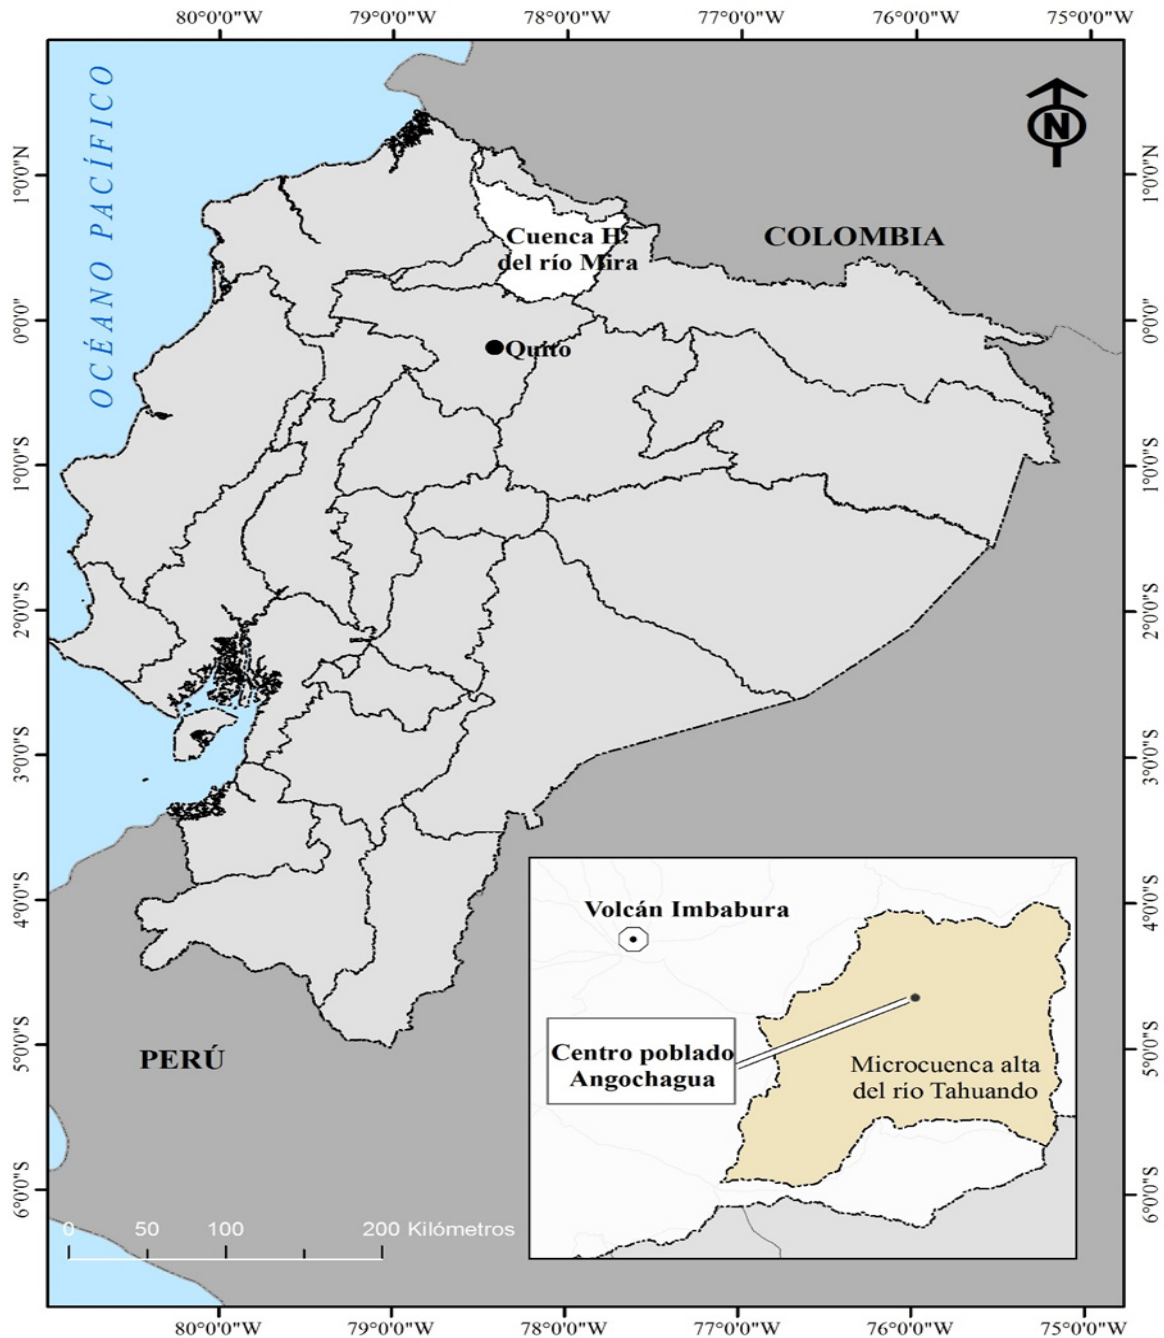 80°0'0"W 79°0'0"W 78°0'0"W 77°0'0"W 76°0'0"W 75°0'0"W
OCÉANO PACÍFICO
N
1°0'0"N
1°0'0"N
Cuenca H.
del río Mira
COLOMBIA
0°0'0"
0°0'0"
Quito
1°0'0"S
1°0'0"S
2°0'0"S
2°0'0"S
3°0'0"S
3°0'0"S
4°0'0"S
4°0'0"S
Volcán Imbabura
5°0'0"S
5°0'0"S
PERÚ
Centro poblado
Angochagua
Microcuenca alta
del río Tahuando
6°0'0"S
6°0'0"S
0 50 100 200 Kilómetros
80°0'0"W 79°0'0"W 78°0'0"W 77°0'0"W 76°0'0"W 75°0'0"W